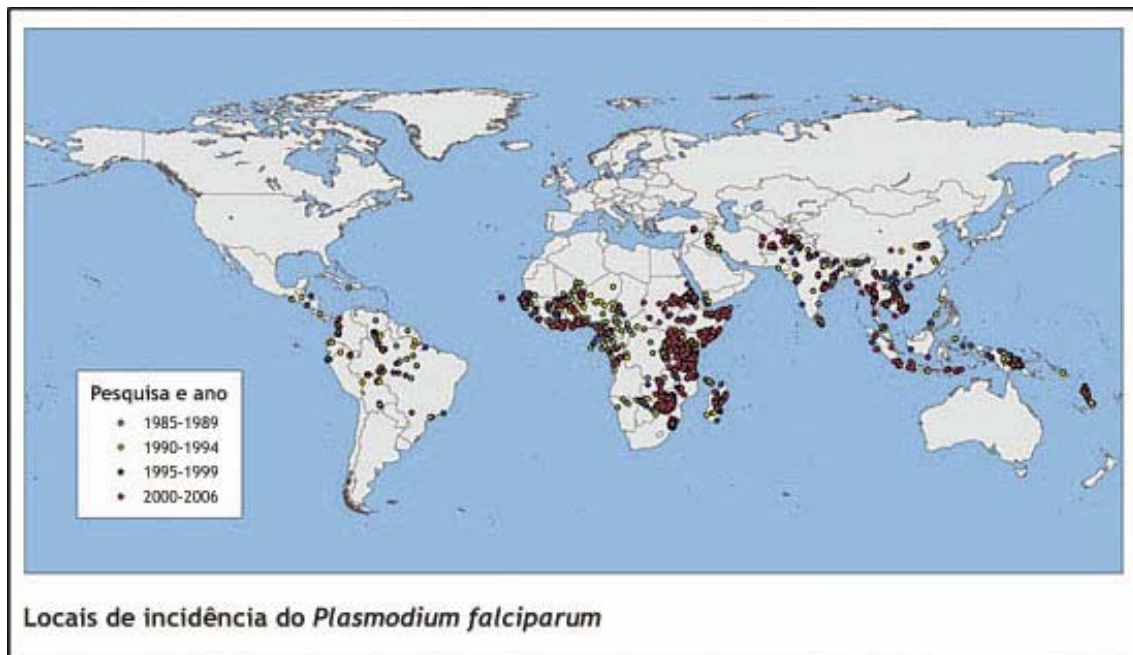 Pesquisa e ano
1985-1989
1990-1994
1995-1999
2000-2006
Locais de incidência do Plasmodium falciparum